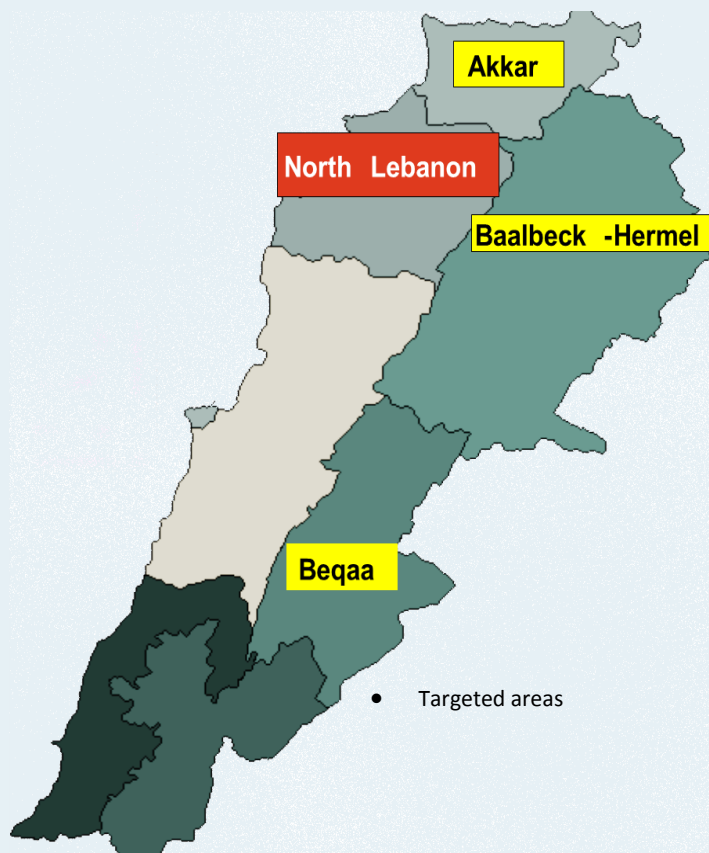 Akkar
North Lebanon
Baalbeck -Hermel
Beqaa
• Targeted areas